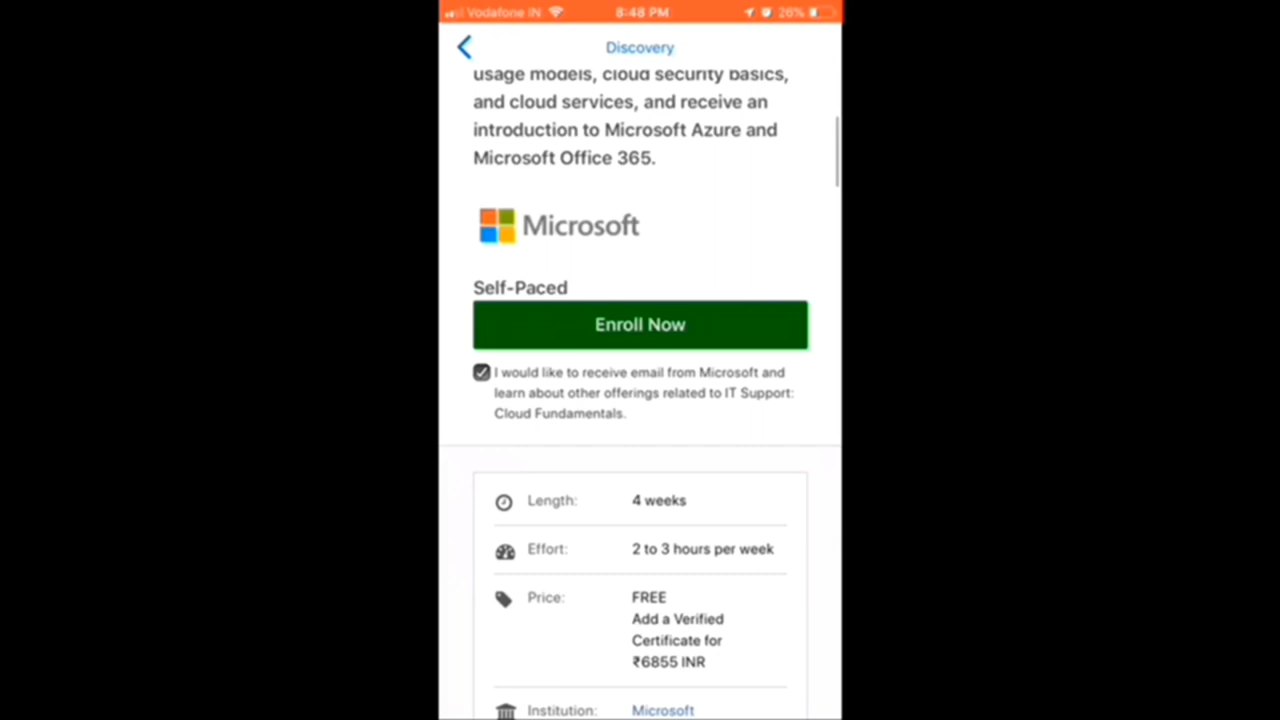 Vodafone IN 8:48 PM 26%
Discovery
usage models, cloud security basics,
and cloud services, and receive an
introduction to Microsoft Azure and
Microsoft Office 365.
Microsoft
Self-Paced
Enroll Now
I would like to receive email from Microsoft and
learn about other offerings related to IT Support:
Cloud Fundamentals.
Length: 4 weeks
Effort: 2 to 3 hours per week
Price: FREE
Add a Verified
Certificate for
₹6855 INR
Institution: Microsoft